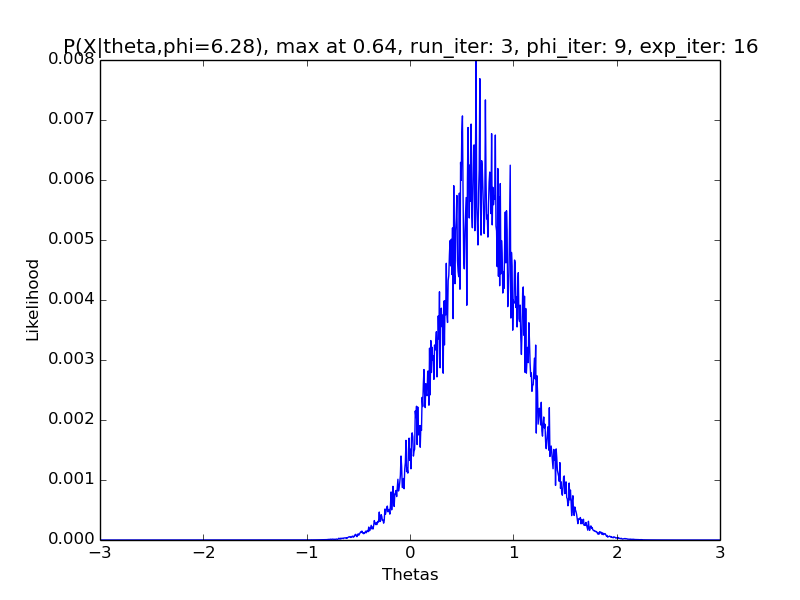 P(X|theta,phi=6.28), max at 0.64, run_iter: 3, phi_iter: 9, exp_iter: 16
0.008
0.007
0.006
0.005
0.004
0.003
0.002
0.001
0.000
Likelihood
−3 −2 −1 0 1 2 3
Thetas